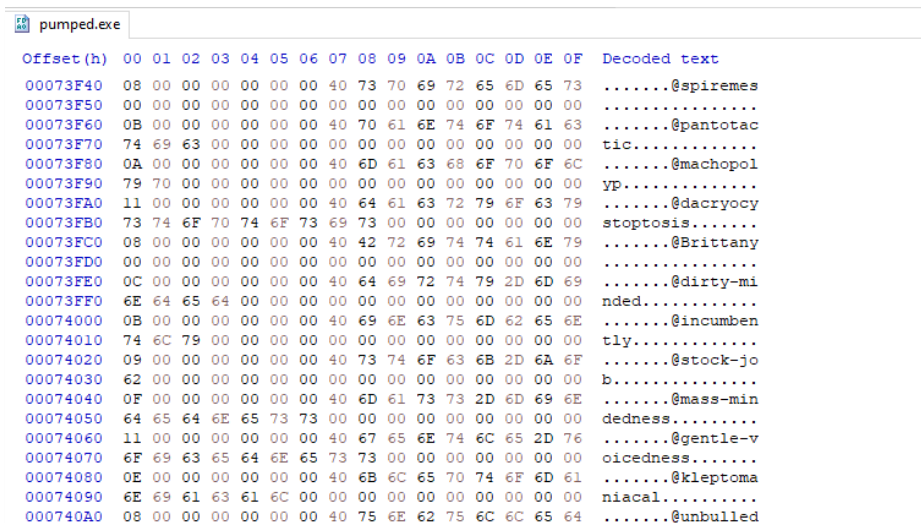 pumped.exe
Offset(h) 00 01 02 03 04 05 06 07 08 09 0A 0B 0C 0D 0E 0F Decoded text
00073F40 08 00 00 00 00 00 00 40 73 70 69 72 65 6D 65 73 .......@spiremes
00073F50 00 00 00 00 00 00 00 00 00 00 00 00 00 00 00 00 ................
00073F60 0B 00 00 00 00 00 00 40 70 61 6E 74 6F 74 61 63 .......@pantotac
00073F70 74 69 63 00 00 00 00 00 00 00 00 00 00 00 00 00 tic.............
00073F80 0A 00 00 00 00 00 00 40 6D 61 63 68 6F 70 6F 6C .......@machopol
00073F90 79 70 00 00 00 00 00 00 00 00 00 00 00 00 00 00 yp..............
00073FA0 11 00 00 00 00 00 00 40 64 61 63 72 79 6F 63 79 .......@dacryocy
00073FB0 73 74 6F 70 74 6F 73 69 73 00 00 00 00 00 00 00 stoptosis.......
00073FC0 08 00 00 00 00 00 00 40 42 72 69 74 74 61 6E 79 .......@Brittany
00073FD0 00 00 00 00 00 00 00 00 00 00 00 00 00 00 00 00 ................
00073FE0 0C 00 00 00 00 00 00 40 64 69 72 74 79 2D 6D 69 .......@dirty-mi
00073FF0 6E 64 65 64 00 00 00 00 00 00 00 00 00 00 00 00 nded............
00074000 0B 00 00 00 00 00 00 40 69 6E 63 75 6D 62 65 6E .......@incumben
00074010 74 6C 79 00 00 00 00 00 00 00 00 00 00 00 00 00 tly.............
00074020 09 00 00 00 00 00 00 40 73 74 6F 63 6B 2D 6A 6F .......@stock-jo
00074030 62 00 00 00 00 00 00 00 00 00 00 00 00 00 00 00 b...............
00074040 0F 00 00 00 00 00 00 40 6D 61 73 73 2D 6D 69 6E .......@mass-min
00074050 64 65 64 6E 65 73 73 00 00 00 00 00 00 00 00 00 dedness.........
00074060 11 00 00 00 00 00 00 40 67 65 6E 74 6C 65 2D 76 .......@gentle-v
00074070 6F 69 63 65 64 6E 65 73 73 00 00 00 00 00 00 00 oicedness.......
00074080 0E 00 00 00 00 00 00 40 6B 6C 65 70 74 6F 6D 61 .......@kleptoma
00074090 6E 69 61 63 61 6C 00 00 00 00 00 00 00 00 00 00 niacal..........
000740A0 08 00 00 00 00 00 00 40 75 6E 62 75 6C 6C 65 64 .......@unbulled